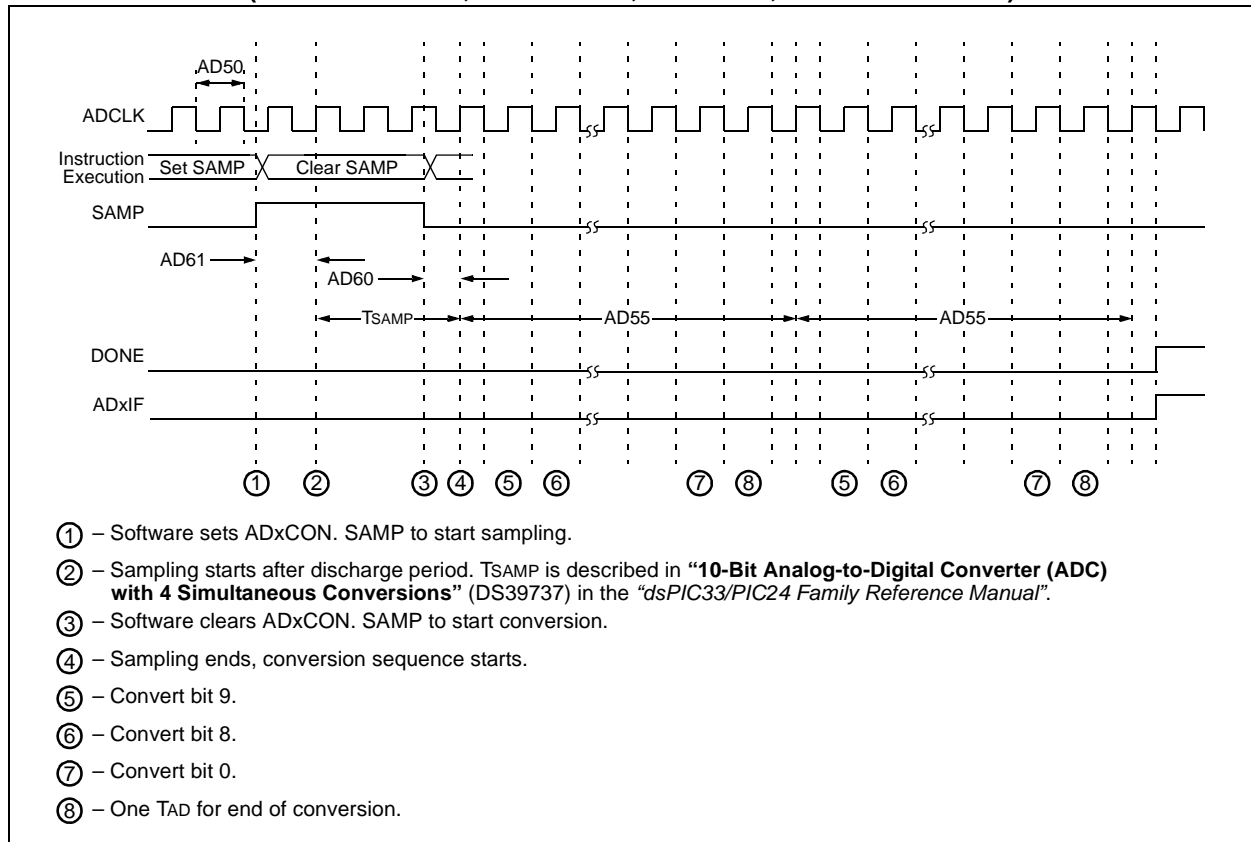 AD50
ADCLK
Instruction
Execution
Set SAMP
Clear SAMP
SAMP
AD61
AD60
TSAMP
AD55
AD55
DONE
ADxIF
1 2 3 4 5 6 7 8 5 6 7 8
1 – Software sets ADxCON. SAMP to start sampling.
2 – Sampling starts after discharge period. TSAMP is described in “10-Bit Analog-to-Digital Converter (ADC)
with 4 Simultaneous Conversions” (DS39737) in the “dsPIC33/PIC24 Family Reference Manual”.
3 – Software clears ADxCON. SAMP to start conversion.
4 – Sampling ends, conversion sequence starts.
5 – Convert bit 9.
6 – Convert bit 8.
7 – Convert bit 0.
8 – One TAD for end of conversion.